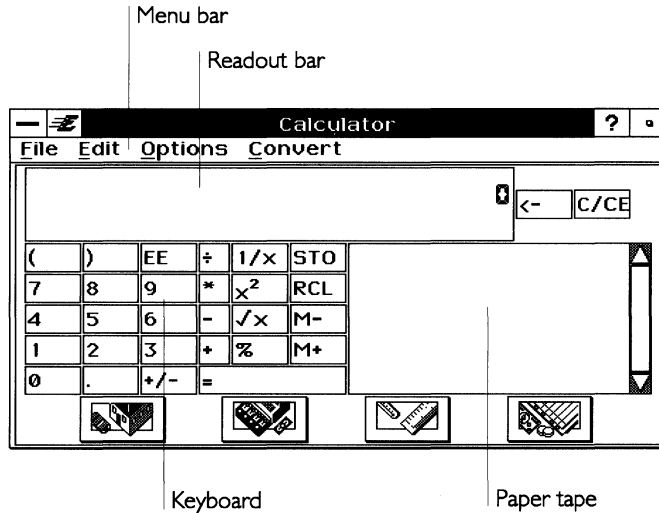 Menu bar
Readout bar
Calculator ?
File Edit Options Convert
<- C/CE
( ) EE ÷ 1/x STO
7 8 9 * x² RCL
4 5 6 - √x M-
1 2 3 + % M+
0 . +/- =
Keyboard Paper tape